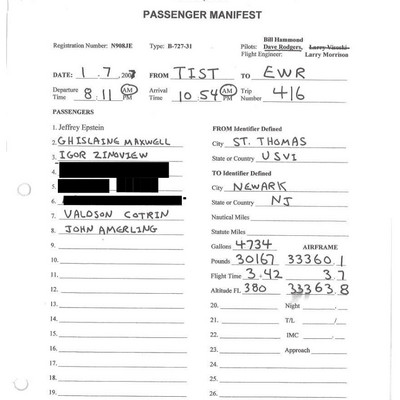 PASSENGER MANIFEST
Bill Hammond
Registration Number: N908JE Type: B-727-31 Pilots: Dave Rodgers, Larry Visoski
Flight Engineer: Larry Morrison
DATE: 1.7.2007 FROM TIST TO EWR
Departure Time 8:11 AM PM Arrival Time 10:54 AM PM Trip Number 416
PASSENGERS
1. Jeffrey Epstein FROM Identifier Defined
2. GHISLAINE MAXWELL City ST. THOMAS
3. IGOR ZINOVIEW State or Country USVI
4. TO Identifier Defined
5. City NEWARK
6. State or Country NJ
7. VALDSON COTRIN Nautical Miles
8. JOHN AMERLING Statute Miles
9. Gallons 4734 AIRFRAME
10. Pounds 30167 33360.1
11. Flight Time 3+42 3.7
12. Altitude FL 380 33363.8
13. 20. Night
14. 21. T/L /
15. 22. IMC
16. 23. Approach
17. 24.
18. 25.
19. 26.